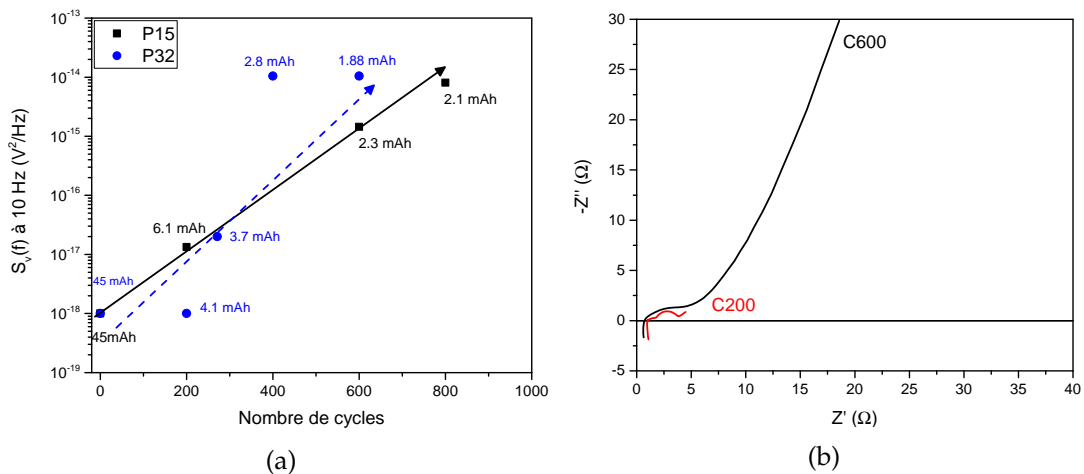 10^-13
10^-14
10^-15
10^-16
10^-17
10^-18
10^-19
S_v(f) à 10 Hz (V^2/Hz)
P15
P32
2.8 mAh
1.88 mAh
2.1 mAh
2.3 mAh
6.1 mAh
3.7 mAh
45 mAh
4.1 mAh
45mAh
0 200 400 600 800 1000
Nombre de cycles
(a)
30
25
20
15
10
5
0
-5
-Z'' (Ω)
C600
C200
0 5 10 15 20 25 30 35 40
Z' (Ω)
(b)